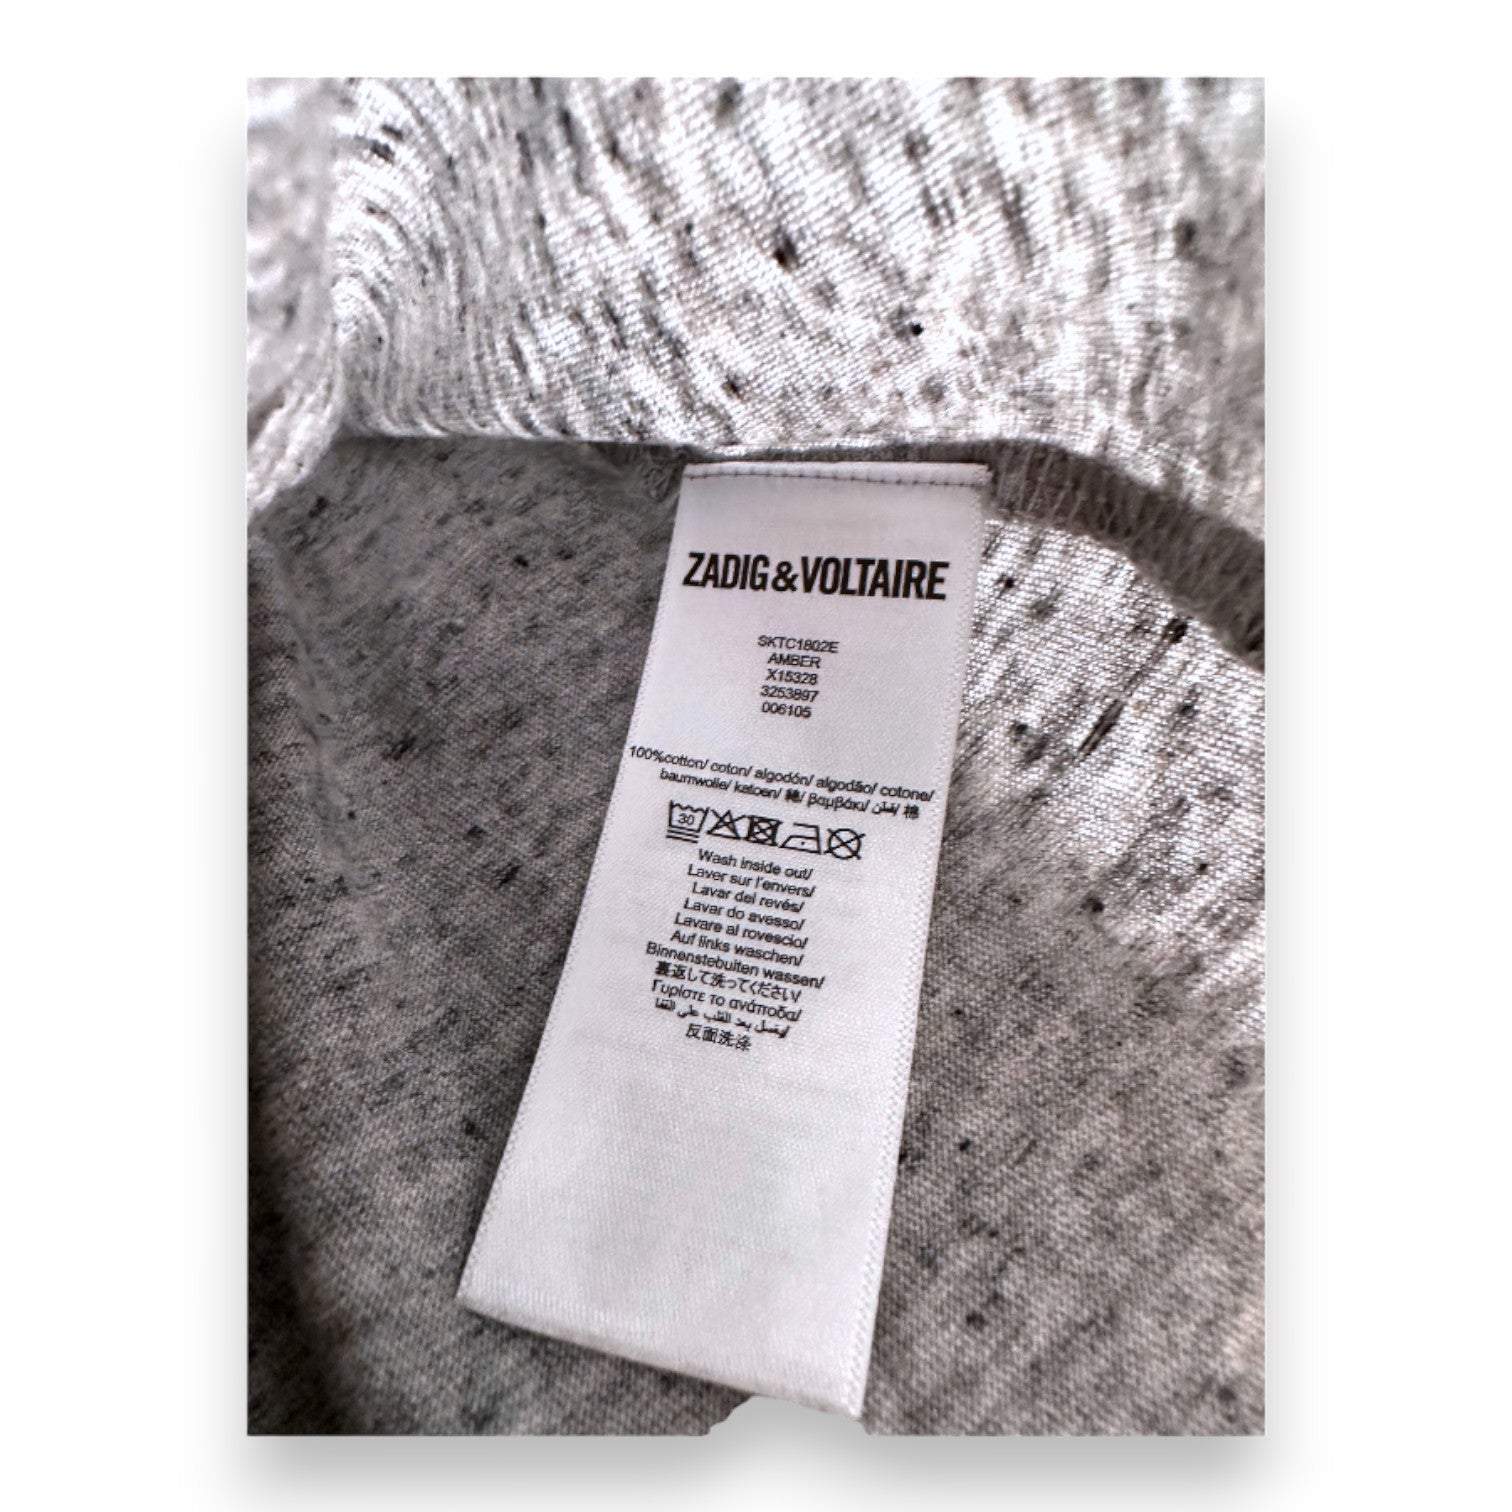 ZADIG&VOLTAIRE
SKTC1802E
AMBER
X15328
3253897
006105
100%cotton/ coton/ algodón/ algodão/ cotone/
baumwolle/ katoen/ 綿/ βαμβάκι/ قطن/ 棉
30
Wash inside out/
Laver sur l'envers/
Lavar del revés/
Lavar do avesso/
Lavare al rovescio/
Auf links waschen/
Binnenstebuiten wassen/
裏返して洗ってください/
Γυρίστε το ανάποδα/
يغسل بعد القلب على القفا/
反面洗涤